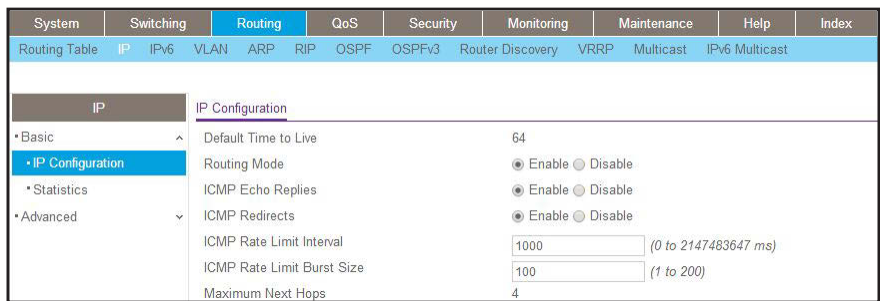 System Switching Routing QoS Security Monitoring Maintenance Help Index
Routing Table IP IPv6 VLAN ARP RIP OSPF OSPFv3 Router Discovery VRRP Multicast IPv6 Multicast
IP
Basic
IP Configuration
Statistics
Advanced
IP Configuration
Default Time to Live 64
Routing Mode Enable Disable
ICMP Echo Replies Enable Disable
ICMP Redirects Enable Disable
ICMP Rate Limit Interval 1000 (0 to 2147483647 ms)
ICMP Rate Limit Burst Size 100 (1 to 200)
Maximum Next Hops 4